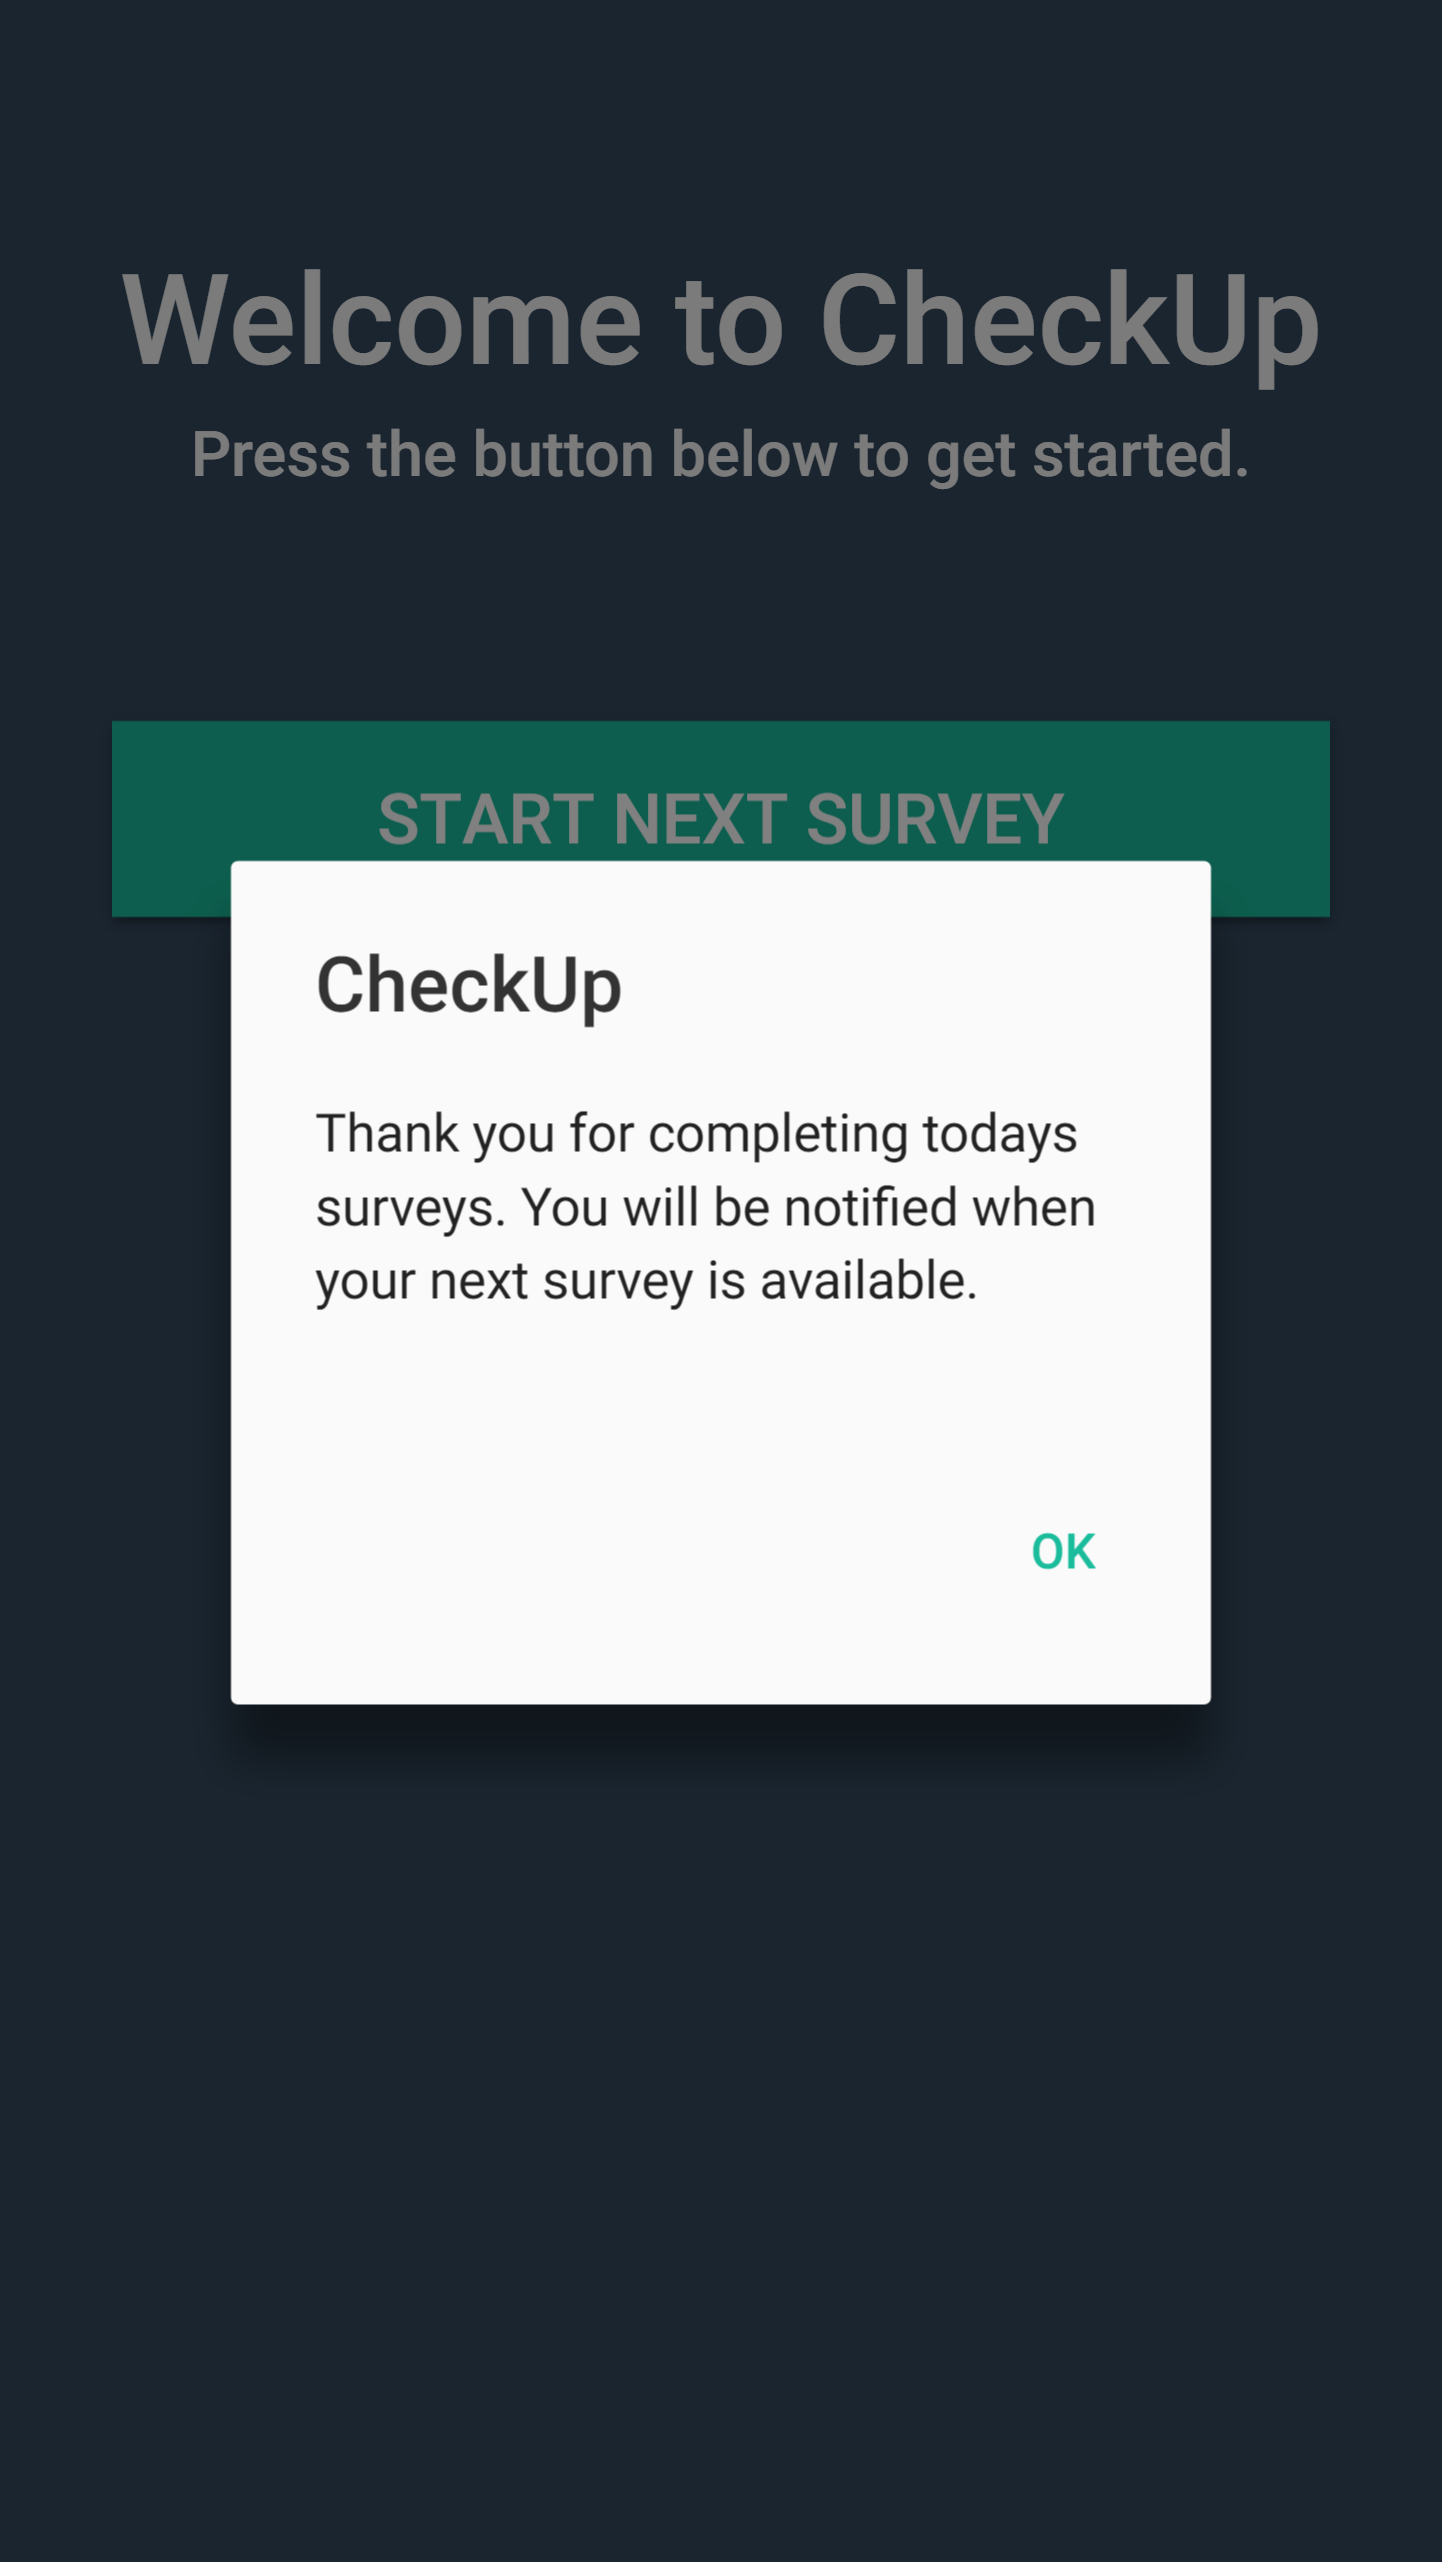 Welcome to CheckUp
Press the button below to get started.
START NEXT SURVEY
CheckUp
Thank you for completing todays
surveys. You will be notified when
your next survey is available.
OK